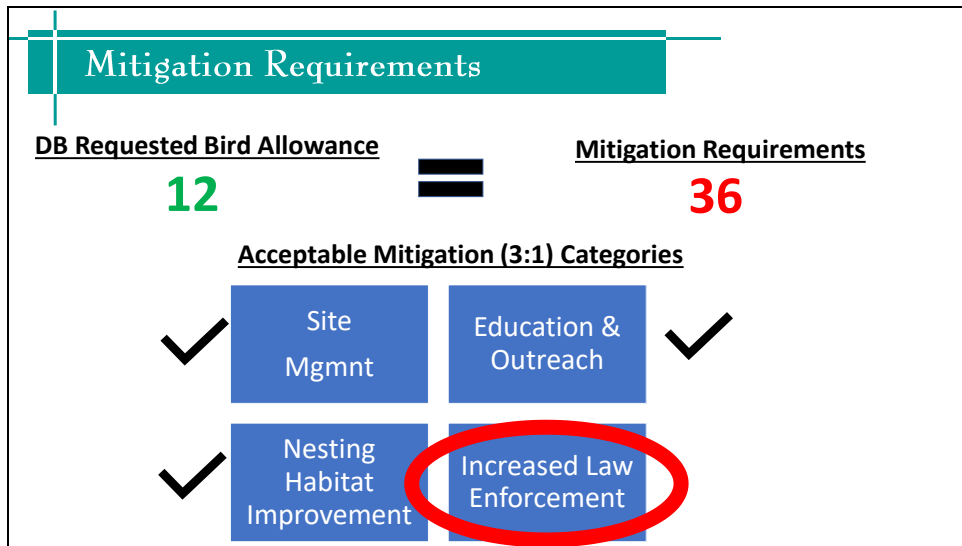 Mitigation Requirements
DB Requested Bird Allowance
12
Mitigation Requirements
36
Acceptable Mitigation (3:1) Categories
Site
Mgmnt
Education &
Outreach
Nesting
Habitat
Improvement
Increased Law
Enforcement